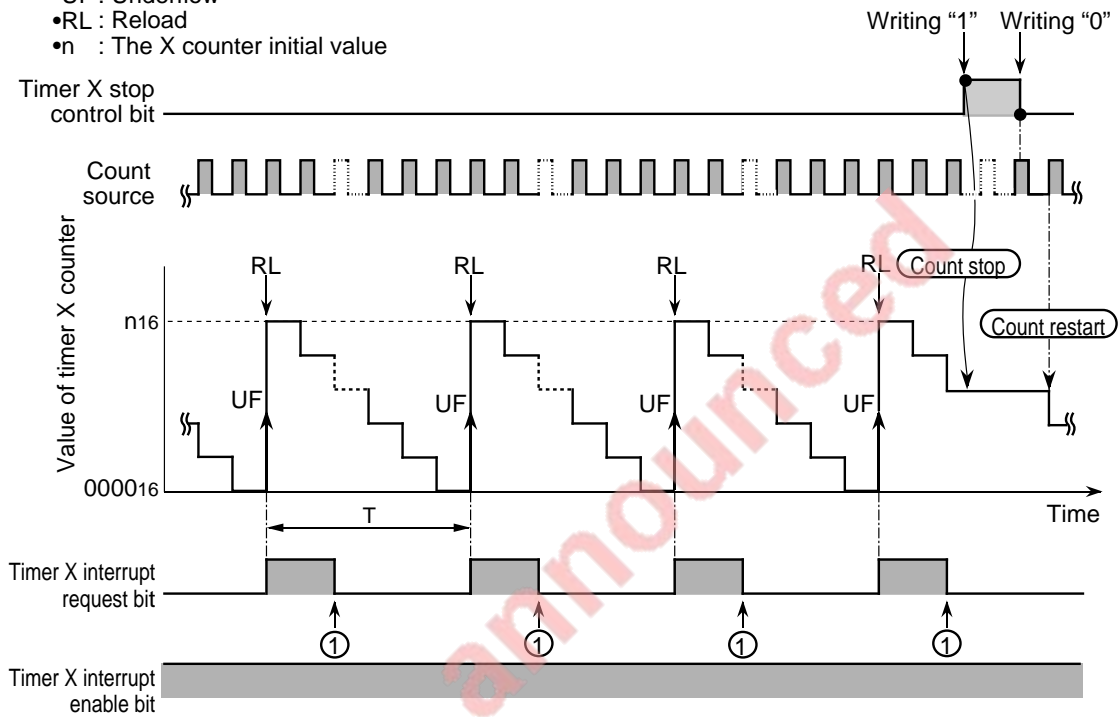 •UF : Underflow
•RL : Reload
•n : The X counter initial value
Writing “1” Writing “0”
Timer X stop
control bit
Count
source
Value of timer X counter
RL RL RL RL
Count stop
n16
Count restart
UF UF UF UF
000016
T
Time
Timer X interrupt
request bit
1 1 1 1
Timer X interrupt
enable bit
announced